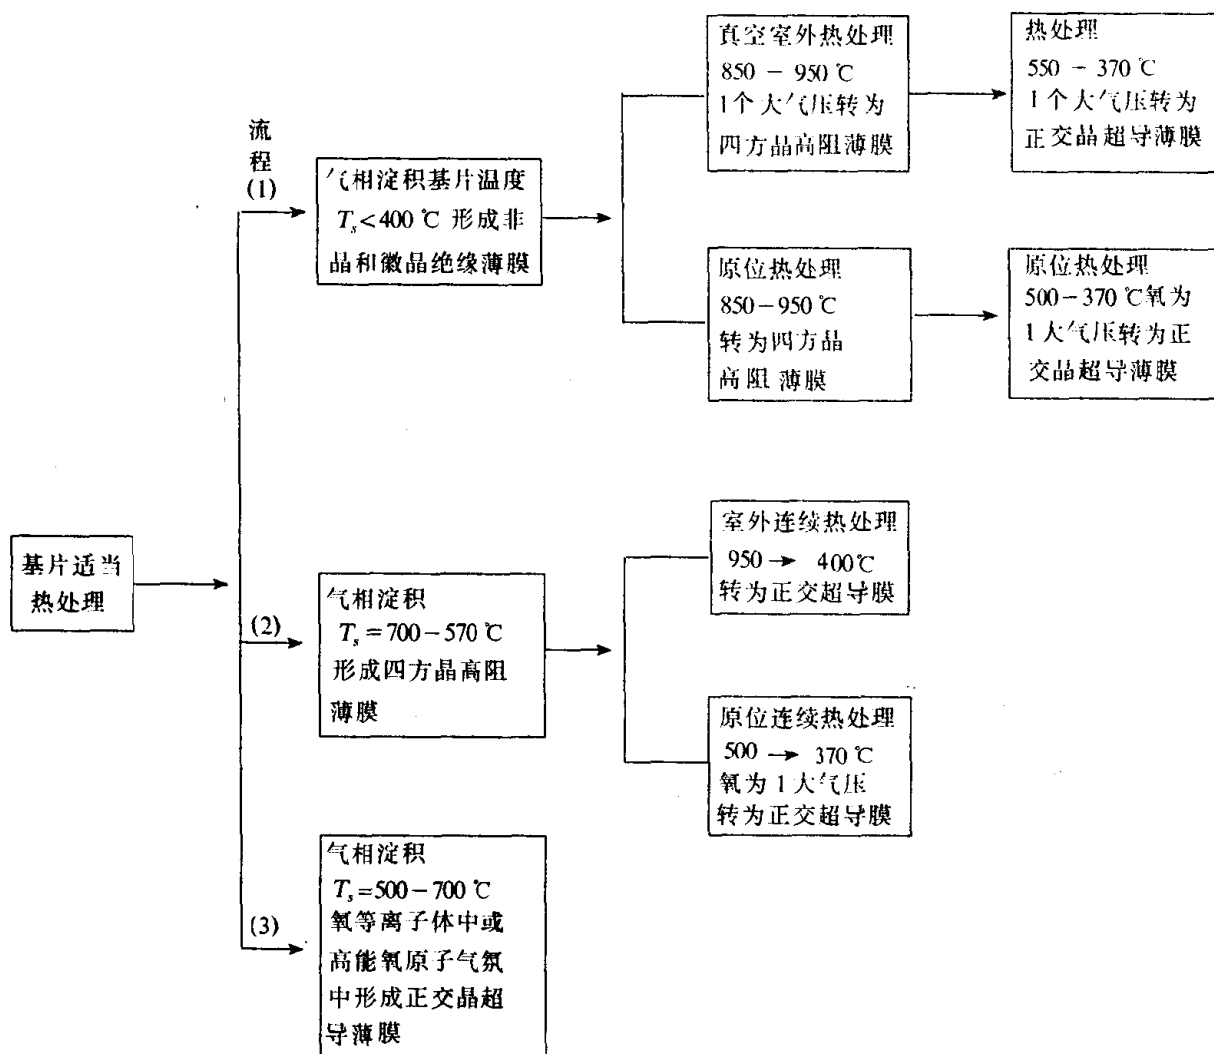 真空室外热处理
850 - 950 ℃
1个大气压转为
四方晶高阻薄膜
热处理
550 - 370 ℃
1个大气压转为
正交晶超导薄膜
流
程
(1)
气相淀积基片温度
Ts<400 ℃ 形成非
晶和徽晶绝缘薄膜
原位热处理
850-950 ℃
转为四方晶
高阻薄膜
原位热处理
500-370 ℃氧为
1大气压转为正
交晶超导薄膜
基片适当
热处理
(2)
气相淀积
Ts=700-570 ℃
形成四方晶高阻
薄膜
室外连续热处理
950 → 400℃
转为正交超导膜
原位连续热处理
500 → 370 ℃
氧为1大气压
转为正交超导膜
(3)
气相淀积
Ts=500-700 ℃
氧等离子体中或
高能氧原子气氛
中形成正交晶超
导薄膜